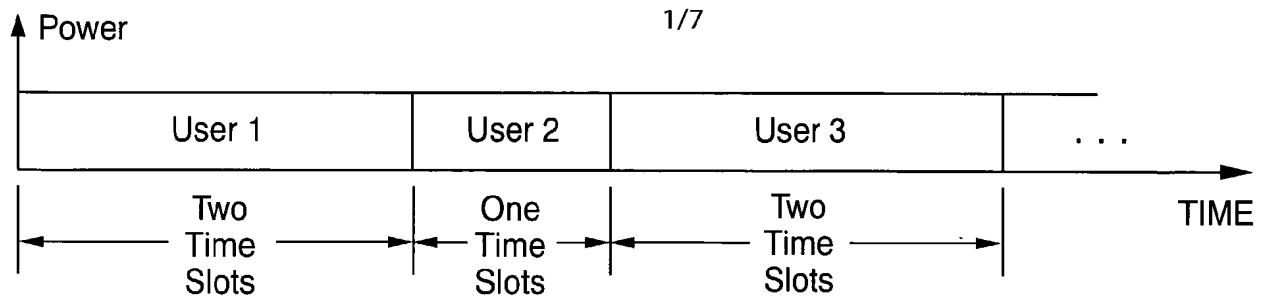 1/7
Power
User 1 User 2 User 3 . . .
TIME
Two
Time
Slots
One
Time
Slots
Two
Time
Slots